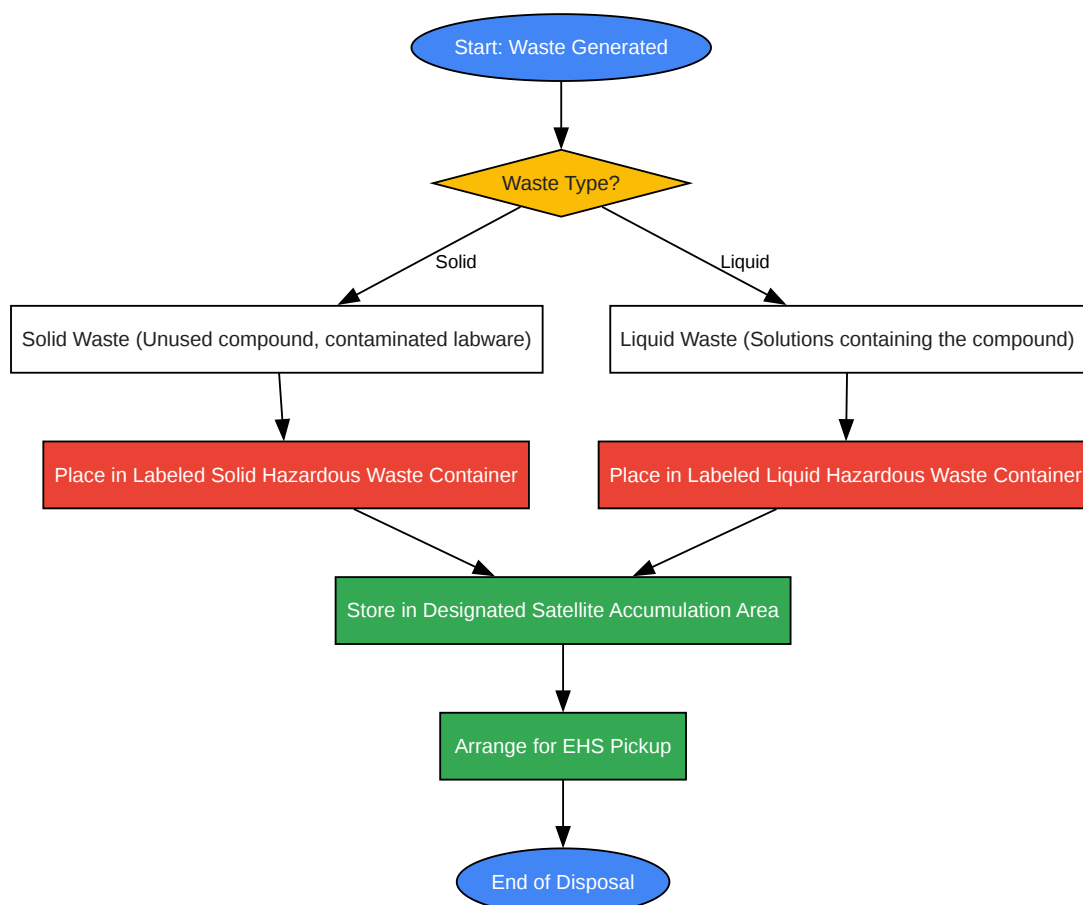 Start: Waste Generated
Waste Type?
Solid
Liquid
Solid Waste (Unused compound, contaminated labware)
Liquid Waste (Solutions containing the compound)
Place in Labeled Solid Hazardous Waste Container
Place in Labeled Liquid Hazardous Waste Container
Store in Designated Satellite Accumulation Area
Arrange for EHS Pickup
End of Disposal